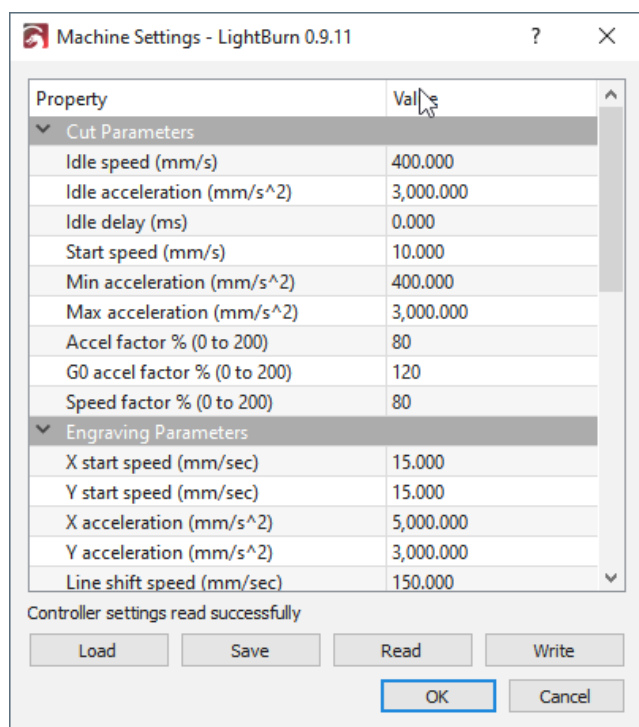 Machine Settings - LightBurn 0.9.11 ?
Property Value
Cut Parameters
Idle speed (mm/s) 400.000
Idle acceleration (mm/s^2) 3,000.000
Idle delay (ms) 0.000
Start speed (mm/s) 10.000
Min acceleration (mm/s^2) 400.000
Max acceleration (mm/s^2) 3,000.000
Accel factor % (0 to 200) 80
G0 accel factor % (0 to 200) 120
Speed factor % (0 to 200) 80
Engraving Parameters
X start speed (mm/sec) 15.000
Y start speed (mm/sec) 15.000
X acceleration (mm/s^2) 5,000.000
Y acceleration (mm/s^2) 3,000.000
Line shift speed (mm/sec) 150.000
Controller settings read successfully
Load Save Read Write
OK Cancel